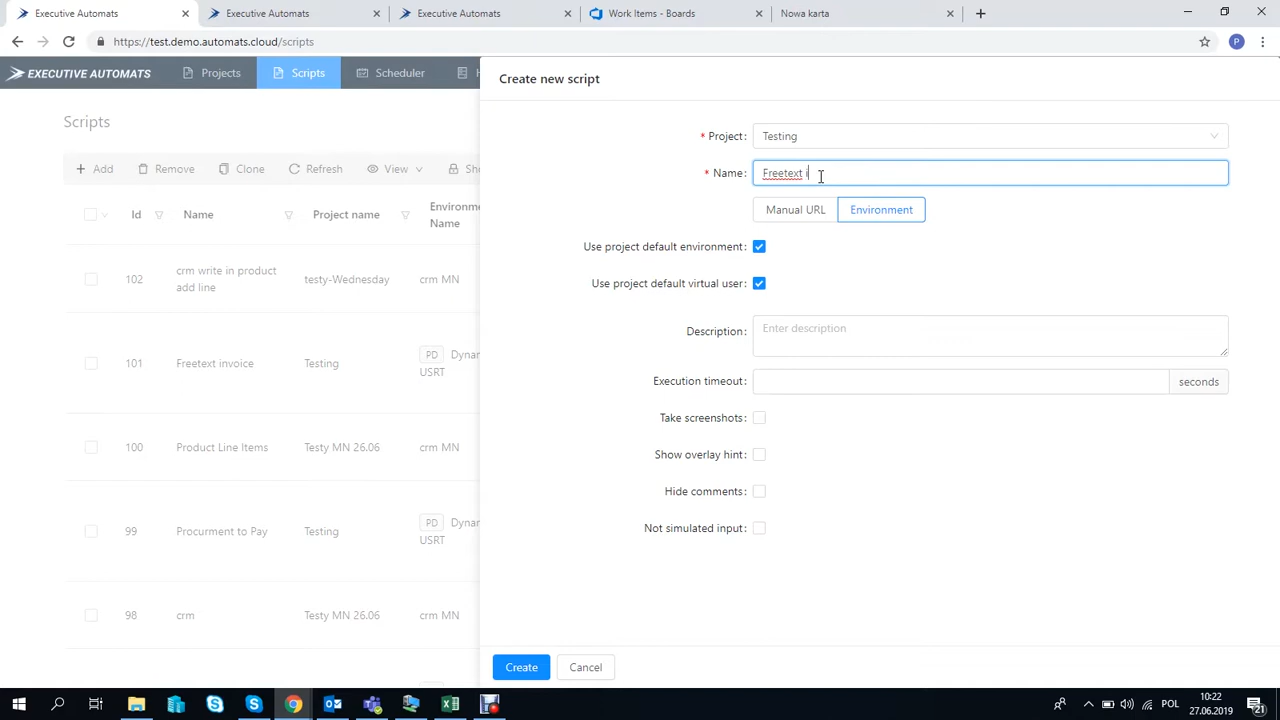 Executive Automats
Executive Automats
Executive Automats
Work Items - Boards
Nowa karta
https://test.demo.automats.cloud/scripts
P
EXECUTIVE AUTOMATS
Projects
Scripts
Scheduler
H
Create new script
Scripts
Add
Remove
Clone
Refresh
View
Sh
Id
Name
Project name
Environme
Name
102
crm write in product
add line
testy-Wednesday
crm MN
101
Freetext invoice
Testing
PD Dynam
USRT
100
Product Line Items
Testy MN 26.06
crm MN
99
Procurment to Pay
Testing
PD Dynam
USRT
98
crm
Testy MN 26.06
crm MN
* Project: Testing
* Name: Freetext i
Manual URL
Environment
Use project default environment:
Use project default virtual user:
Description: Enter description
Execution timeout: seconds
Take screenshots:
Show overlay hint:
Hide comments:
Not simulated input:
Create
Cancel
POL
10:22
27.06.2019
21